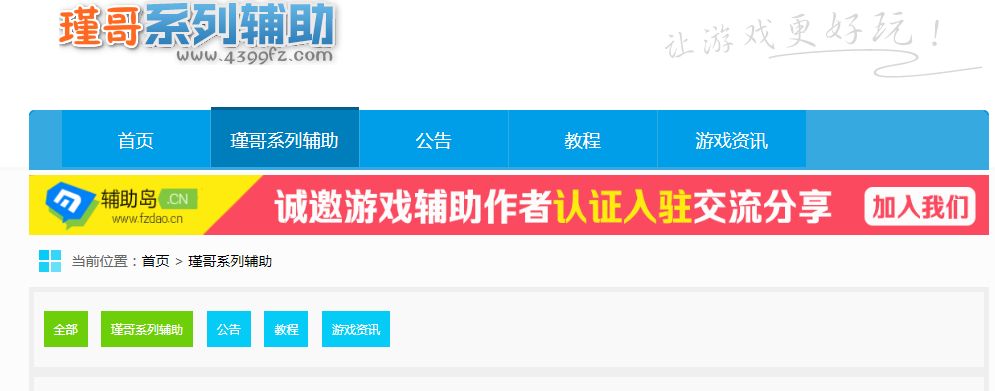 瑾哥系列辅助
www.4399fz.com
让游戏更好玩！
首页 瑾哥系列辅助 公告 教程 游戏资讯
辅助岛 .CN
www.fzdao.cn
诚邀游戏辅助作者认证入驻交流分享 加入我们
当前位置：首页 > 瑾哥系列辅助
全部 瑾哥系列辅助 公告 教程 游戏资讯